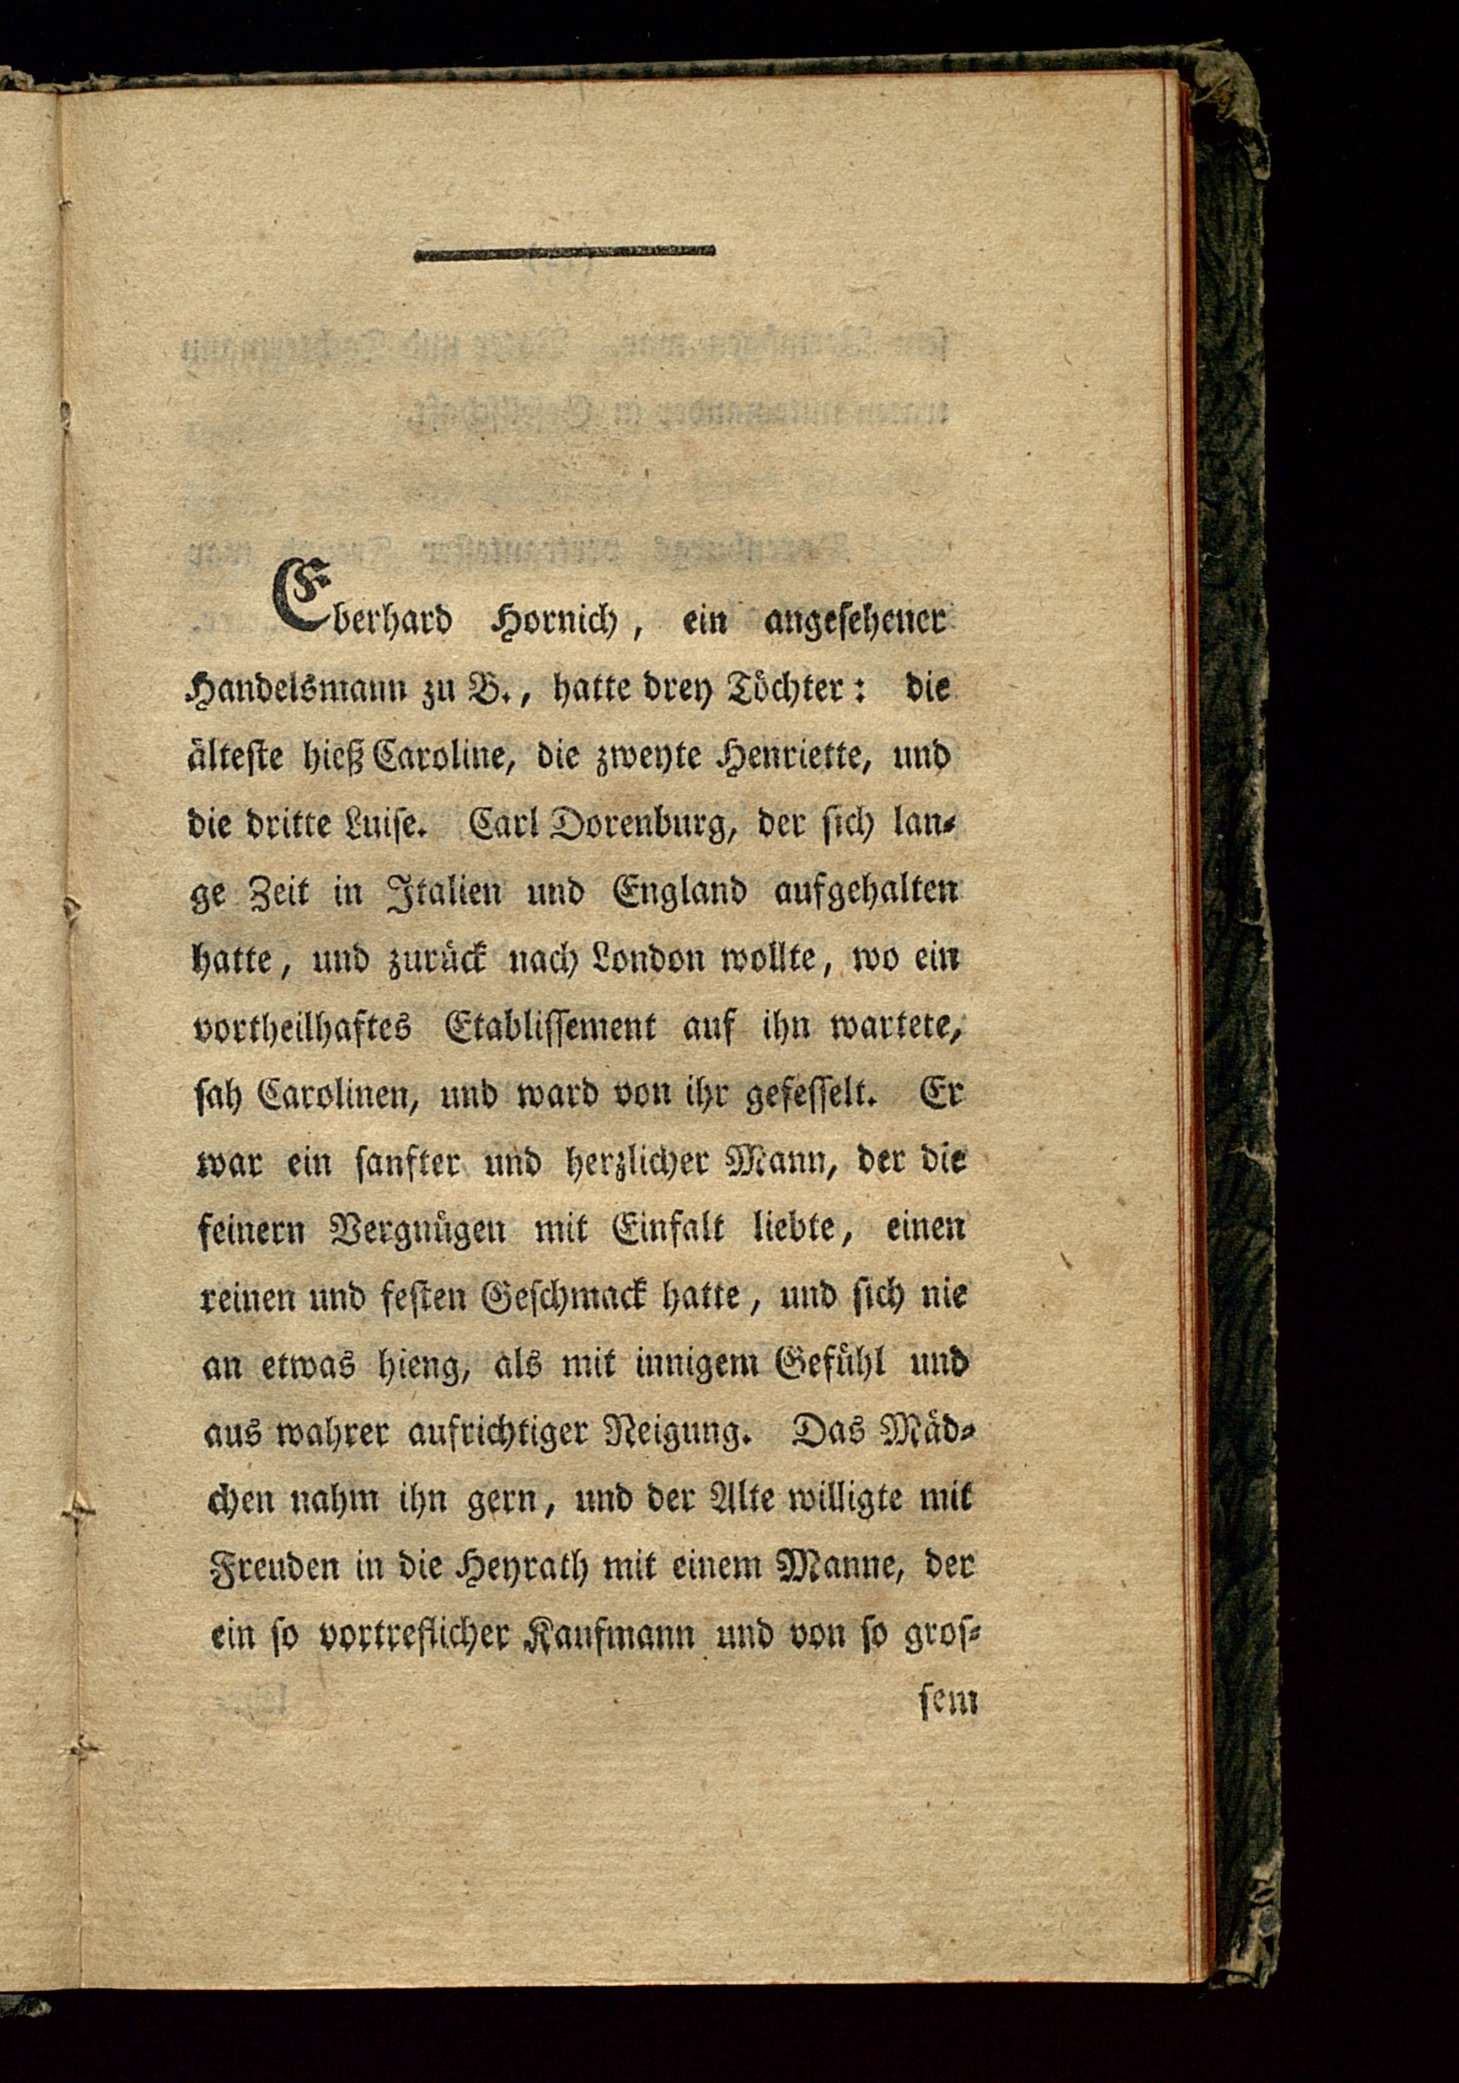 Eberhard Hornich, ein angesehener
Handelsmann zu B., hatte drey Töchter: die
älteste hieß Caroline, die zweyte Henriette, und
die dritte Luise. Carl Dorenburg, der sich lan-
ge Zeit in Italien und England aufgehalten
hatte, und zurück nach London wollte, wo ein
vortheilhaftes Etablissement auf ihn wartete,
sah Carolinen, und ward von ihr gefesselt. Er
war ein sanfter und herzlicher Mann, der die
feinern Vergnügen mit Einfalt liebte, einen
reinen und festen Geschmack hatte, und sich nie
an etwas hieng, als mit innigem Gefühl und
aus wahrer aufrichtiger Neigung. Das Mäd-
chen nahm ihn gern, und der Alte willigte mit
Freuden in die Heyrath mit einem Manne, der
ein so vortreflicher Kaufmann und von so gros-
sem